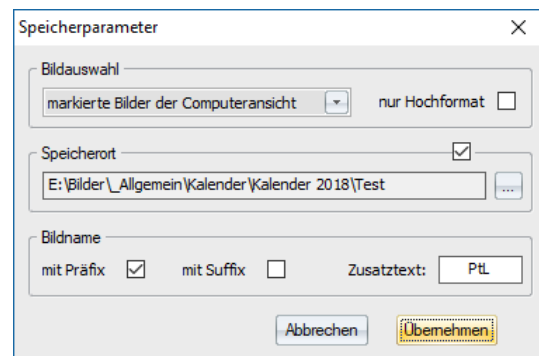 Speicherparameter
Bildauswahl
markierte Bilder der Computeransicht nur Hochformat
Speicherort
E:\Bilder\_Allgemein\Kalender\Kalender 2018\Test ...
Bildname
mit Präfix mit Suffix Zusatztext: PtL
Abbrechen Übernehmen